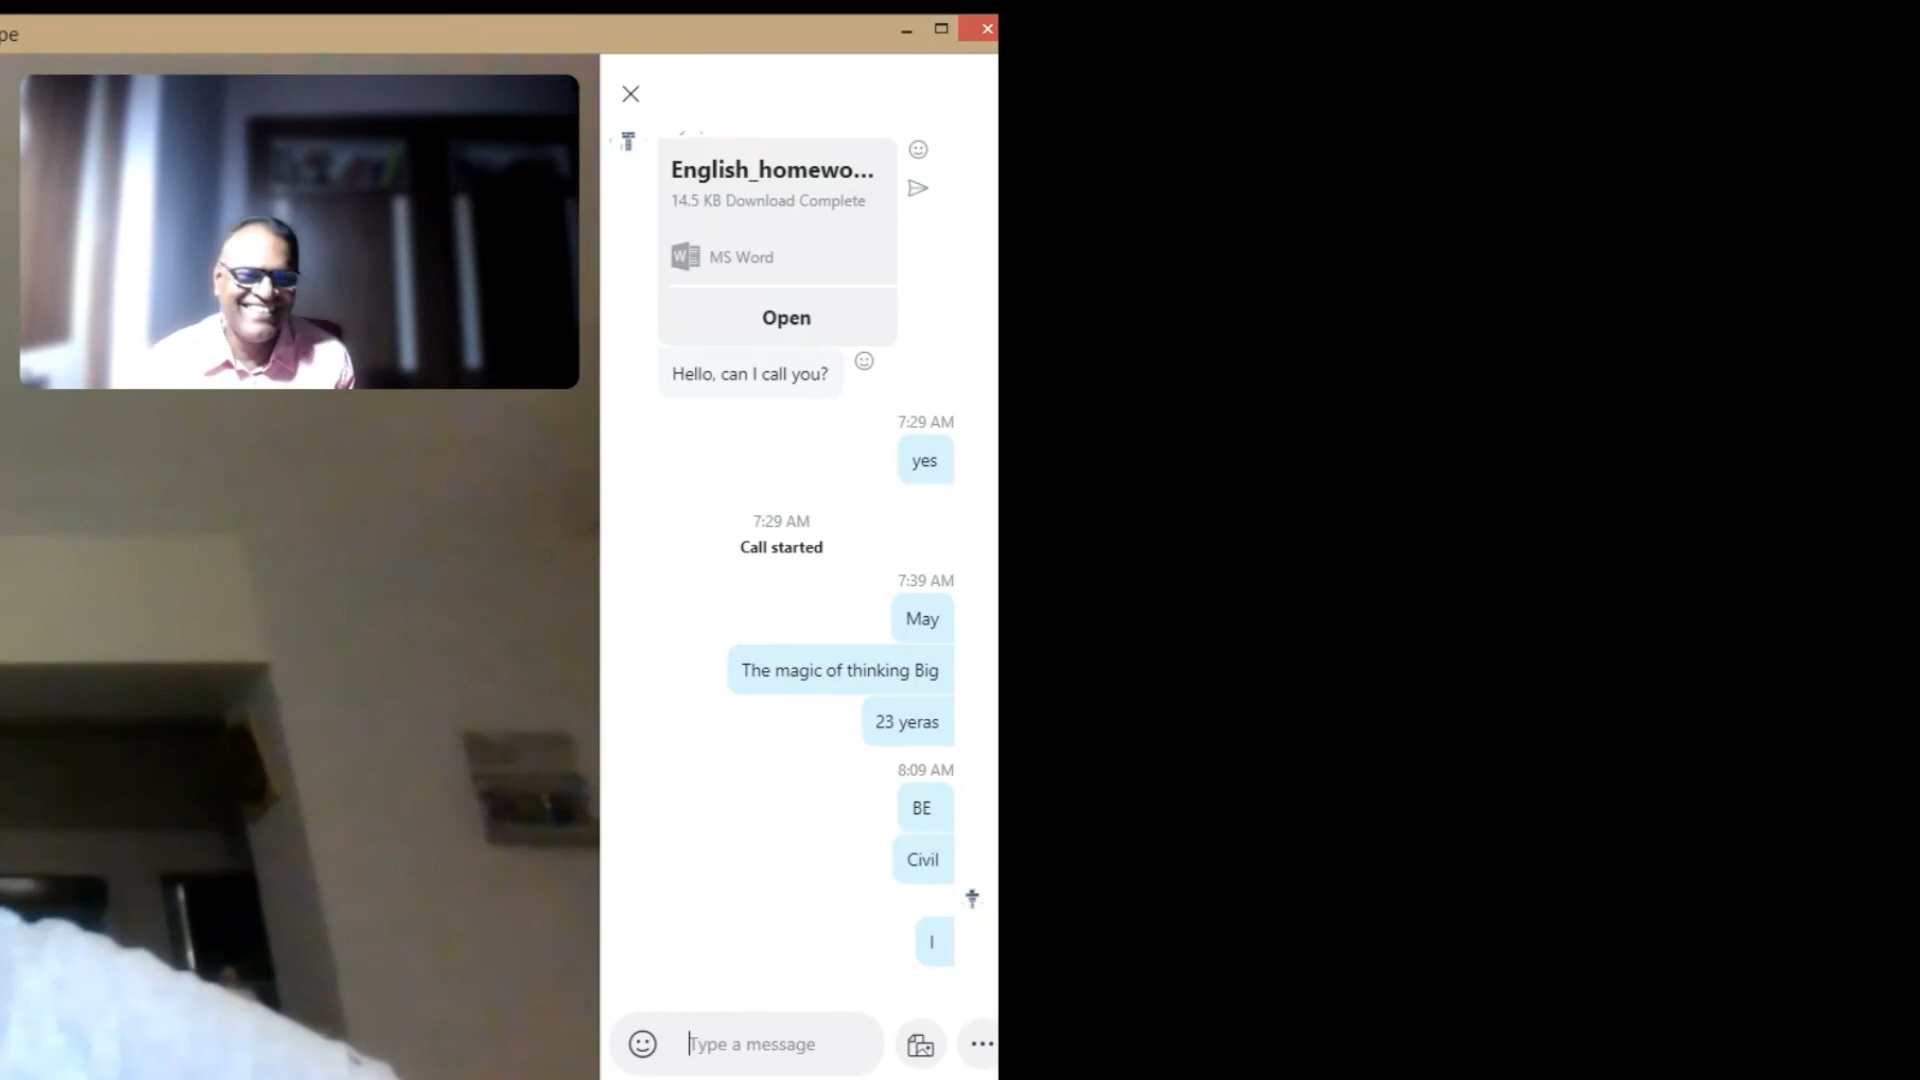 pe
English_homewo...
14.5 KB Download Complete
MS Word
Open
Hello, can I call you?
7:29 AM
yes
7:29 AM
Call started
7:39 AM
May
The magic of thinking Big
23 yeras
8:09 AM
BE
Civil
I
Type a message